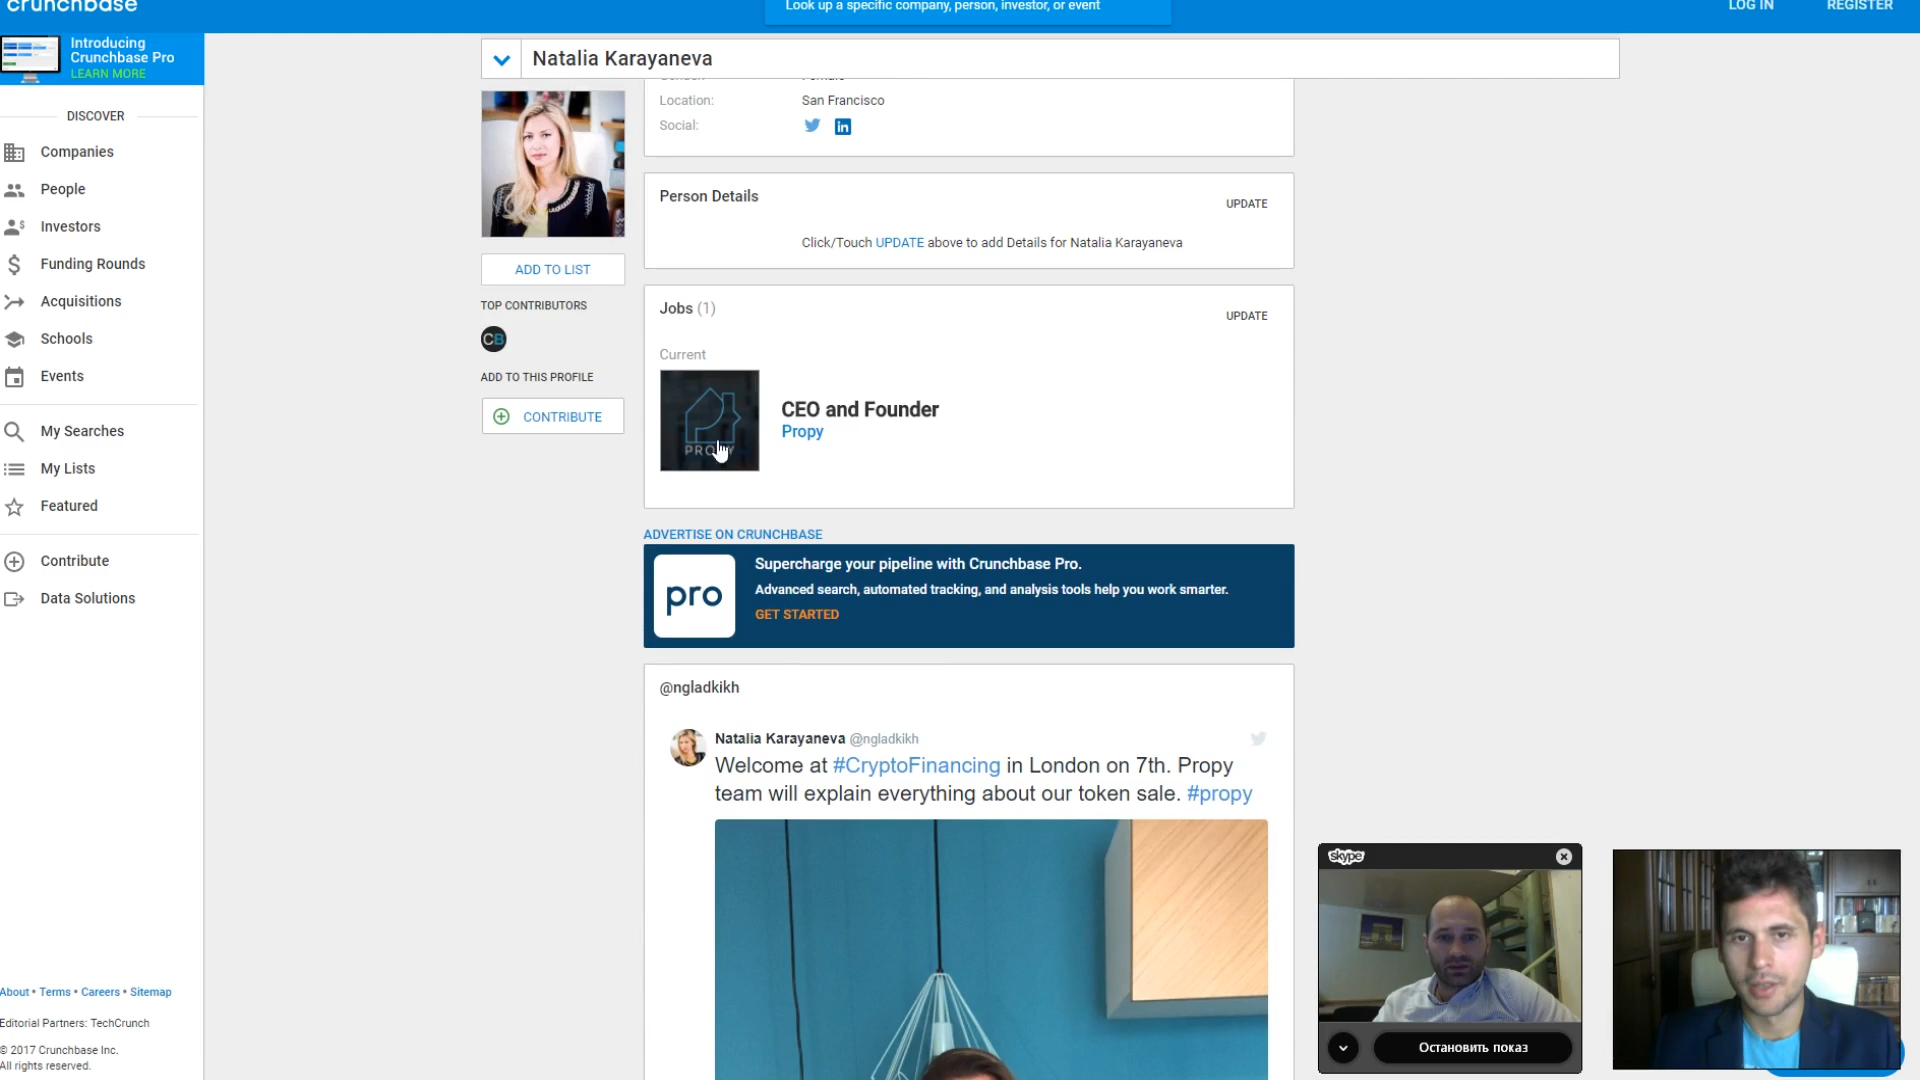 crunchbase
Look up a specific company, person, investor, or event
LOG IN
REGISTER
Introducing
Crunchbase Pro
LEARN MORE
DISCOVER
Companies
People
Investors
Funding Rounds
Acquisitions
Schools
Events
My Searches
My Lists
Featured
Contribute
Data Solutions
About • Terms • Careers • Sitemap
Editorial Partners: TechCrunch
© 2017 Crunchbase Inc.
All rights reserved.
Natalia Karayaneva
ADD TO LIST
TOP CONTRIBUTORS
CB
ADD TO THIS PROFILE
CONTRIBUTE
Location: San Francisco
Social:
in
Person Details
UPDATE
Click/Touch UPDATE above to add Details for Natalia Karayaneva
Jobs (1)
UPDATE
Current
PROPY
CEO and Founder
Propy
ADVERTISE ON CRUNCHBASE
pro
Supercharge your pipeline with Crunchbase Pro.
Advanced search, automated tracking, and analysis tools help you work smarter.
GET STARTED
@ngladkikh
Natalia Karayaneva @ngladkikh
Welcome at #CryptoFinancing in London on 7th. Propy
team will explain everything about our token sale. #propy
skype
Остановить показ